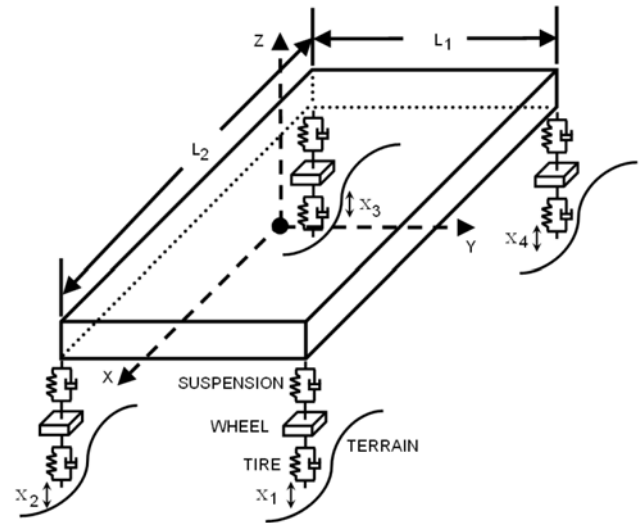 Z
L1
L2
X3
X4
Y
X
SUSPENSION
WHEEL
TERRAIN
TIRE
X2
X1